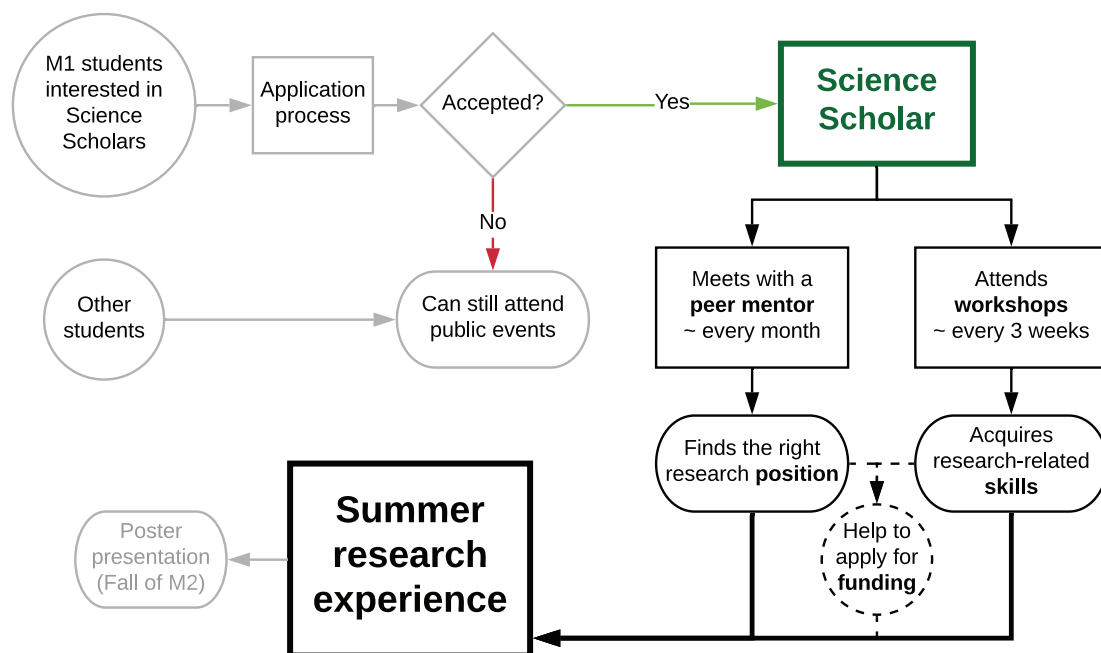 M1 students
interested in
Science
Scholars
Application
process
Accepted?
Yes
Science
Scholar
No
Other
students
Can still attend
public events
Meets with a
peer mentor
~ every month
Attends
workshops
~ every 3 weeks
Finds the right
research position
Acquires
research-related
skills
Help to
apply for
funding
Summer
research
experience
Poster
presentation
(Fall of M2)